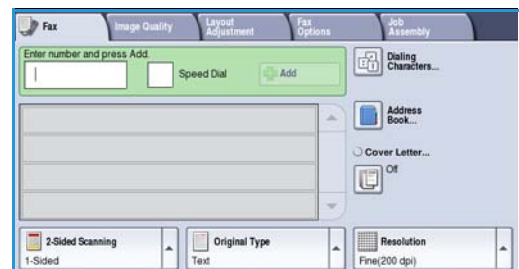 Fax
Image Quality
Layout
Adjustment
Fax
Options
Job
Assembly
Enter number and press Add.
Speed Dial
Add
Dialing
Characters...
Address
Book...
Cover Letter...
Off
2-Sided Scanning
1-Sided
Original Type
Text
Resolution
Fine(200 dpi)